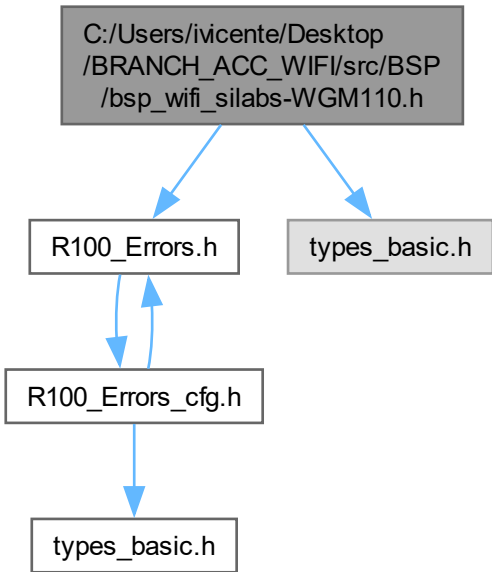 C:/Users/ivicente/Desktop
/BRANCH_ACC_WIFI/src/BSP
/bsp_wifi_silabs-WGM110.h
R100_Errors.h
types_basic.h
R100_Errors_cfg.h
types_basic.h